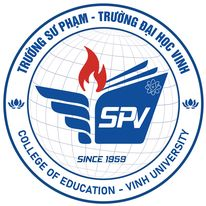 TRƯỜNG SƯ PHẠM - TRƯỜNG ĐẠI HỌC VINH
SPV
SINCE 1959
COLLEGE OF EDUCATION - VINH UNIVERSITY